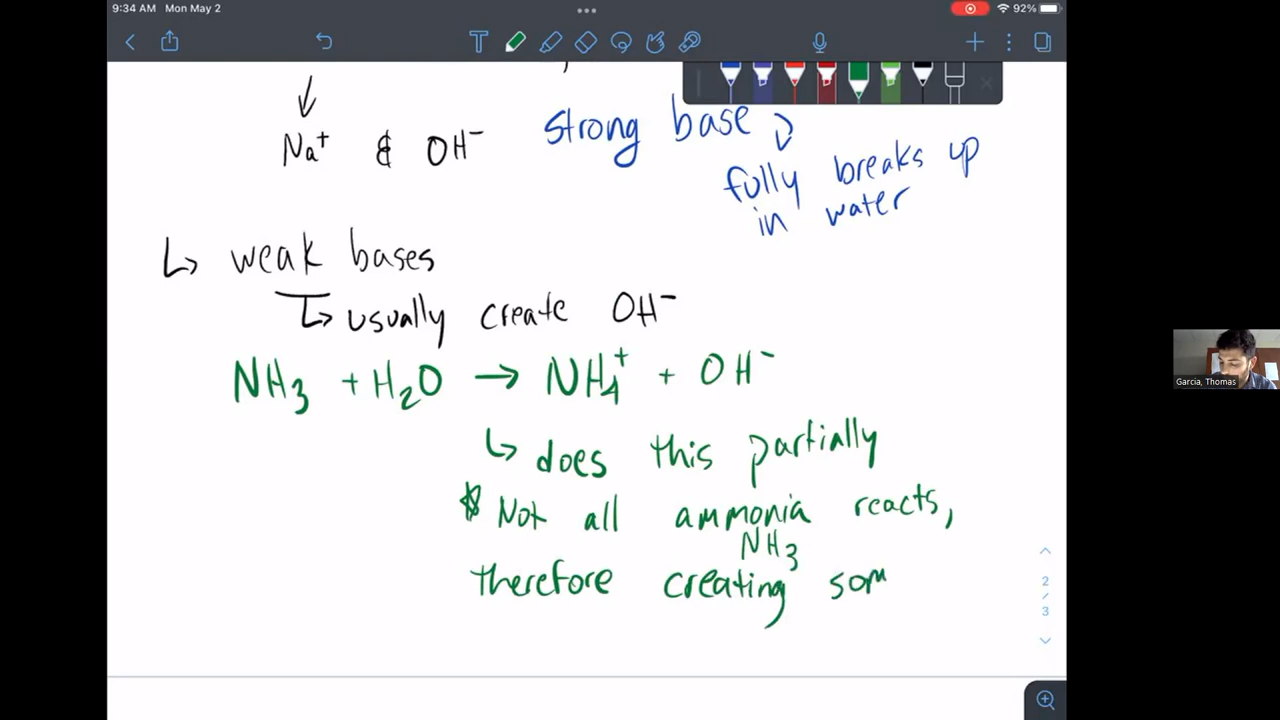 9:34 AM Mon May 2
92%
T
Na⁺ & OH⁻
strong base
fully breaks up
in water
weak bases
usually create OH⁻
NH₃ + H₂O → NH₄⁺ + OH⁻
does this partially
Not all ammonia reacts,
NH₃
therefore creating som
2
/
3
Garcia, Thomas